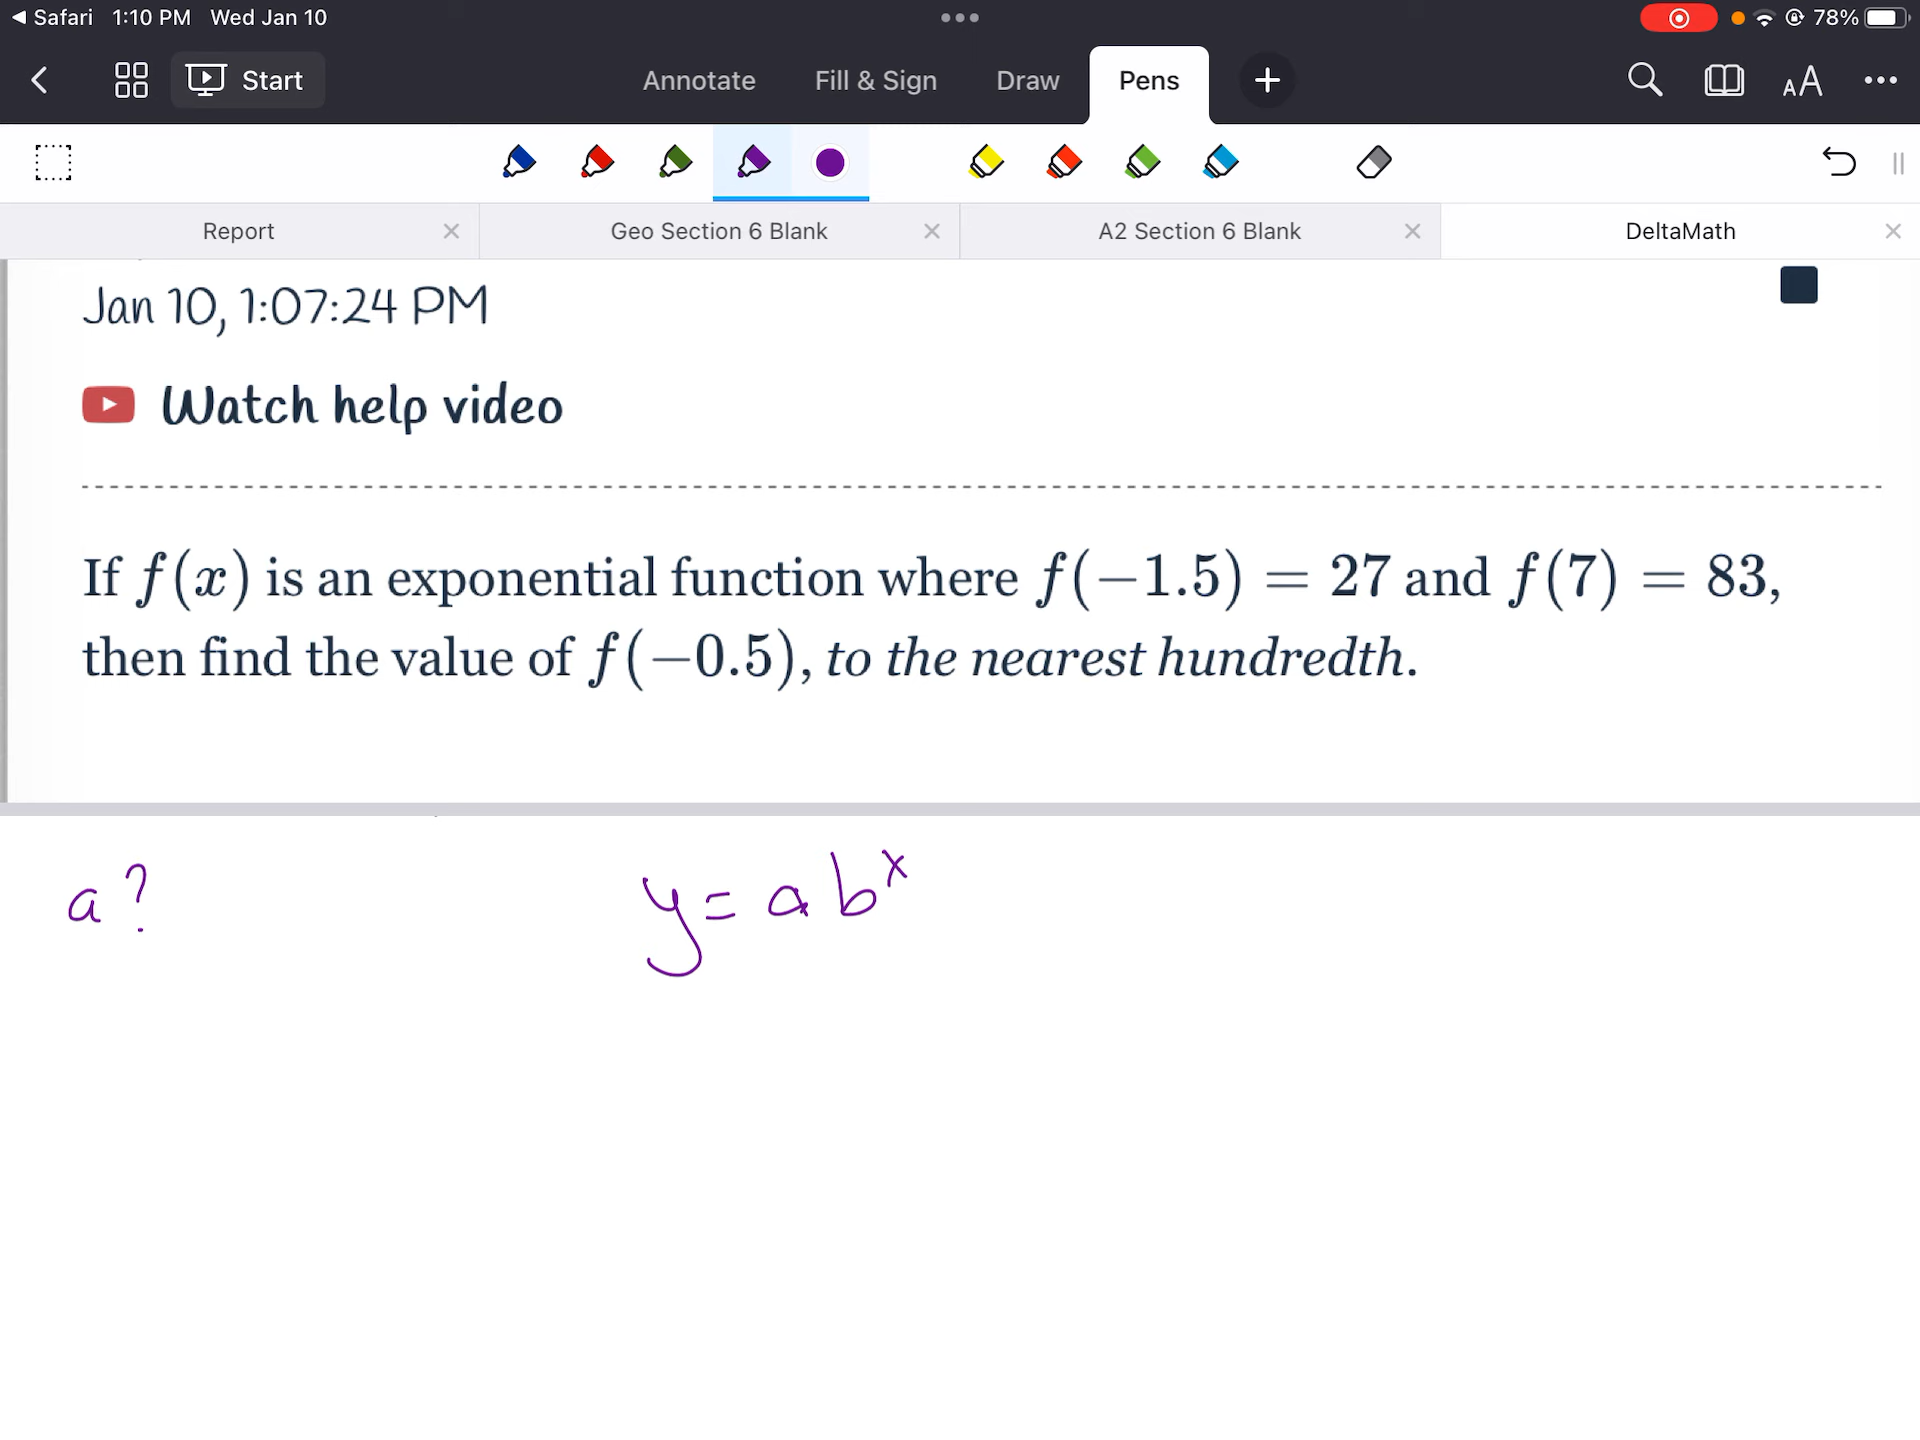 Safari 1:10 PM Wed Jan 10 78%
Start Annotate Fill & Sign Draw Pens + AA
Report Geo Section 6 Blank A2 Section 6 Blank DeltaMath
Jan 10, 1:07:24 PM
Watch help video
If f(x) is an exponential function where f(−1.5) = 27 and f(7) = 83,
then find the value of f(−0.5), to the nearest hundredth.
a? y = ab^x